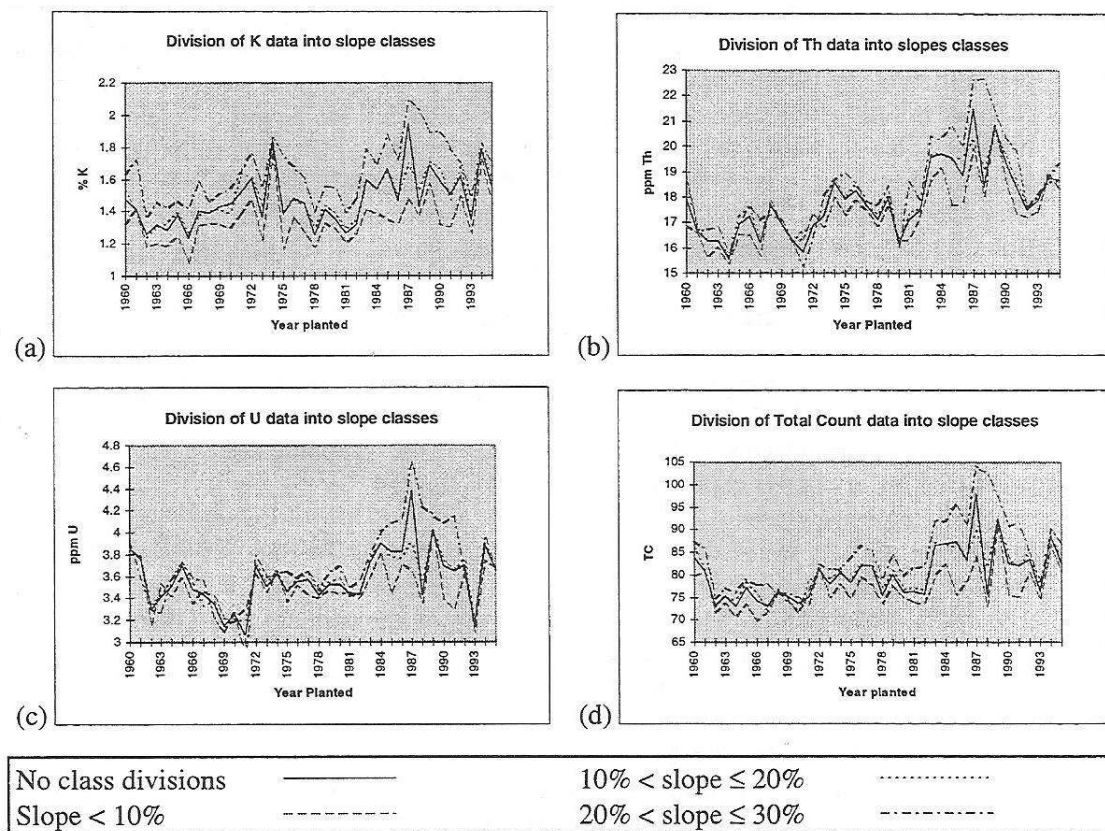 Division of K data into slope classes
2.2
2
1.8
1.6
1.4
1.2
1
% K
1960 1963 1966 1969 1972 1975 1978 1981 1984 1987 1990 1993
Year planted
(a)
Division of Th data into slopes classes
23
22
21
20
19
18
17
16
15
ppm Th
1960 1963 1966 1969 1972 1975 1978 1981 1984 1987 1990 1993
Year Planted
(b)
Division of U data into slope classes
4.8
4.6
4.4
4.2
4
3.8
3.6
3.4
3.2
3
ppm U
1960 1963 1966 1969 1972 1975 1978 1981 1984 1987 1990 1993
Year Planted
(c)
Division of Total Count data into slope classes
105
100
95
90
85
80
75
70
65
TC
1960 1963 1966 1969 1972 1975 1978 1981 1984 1987 1990 1993
Year planted
(d)
No class divisions
10% < slope ≤ 20%
Slope < 10%
20% < slope ≤ 30%